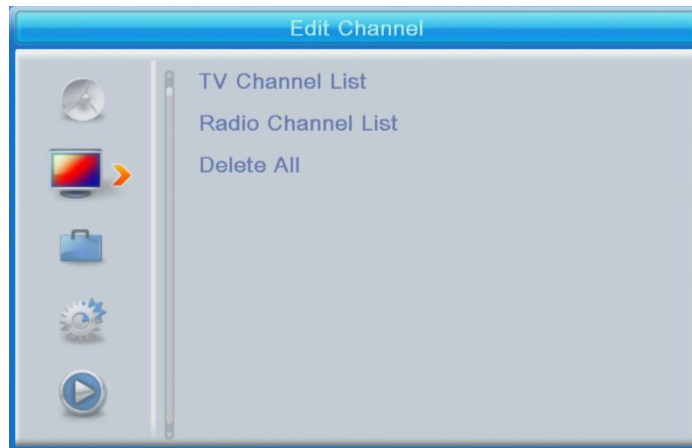 Edit Channel
TV Channel List
Radio Channel List
Delete All